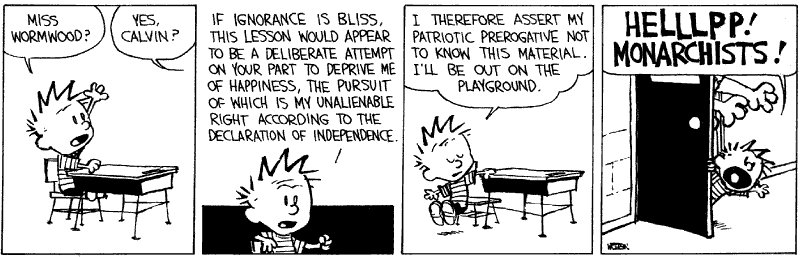 MISS
WORMWOOD?
YES,
CALVIN?
IF IGNORANCE IS BLISS,
THIS LESSON WOULD APPEAR
TO BE A DELIBERATE ATTEMPT
ON YOUR PART TO DEPRIVE ME
OF HAPPINESS, THE PURSUIT
OF WHICH IS MY UNALIENABLE
RIGHT ACCORDING TO THE
DECLARATION OF INDEPENDENCE.
I THEREFORE ASSERT MY
PATRIOTIC PREROGATIVE NOT
TO KNOW THIS MATERIAL.
I'LL BE OUT ON THE
PLAYGROUND.
HELLLPP!
MONARCHISTS!